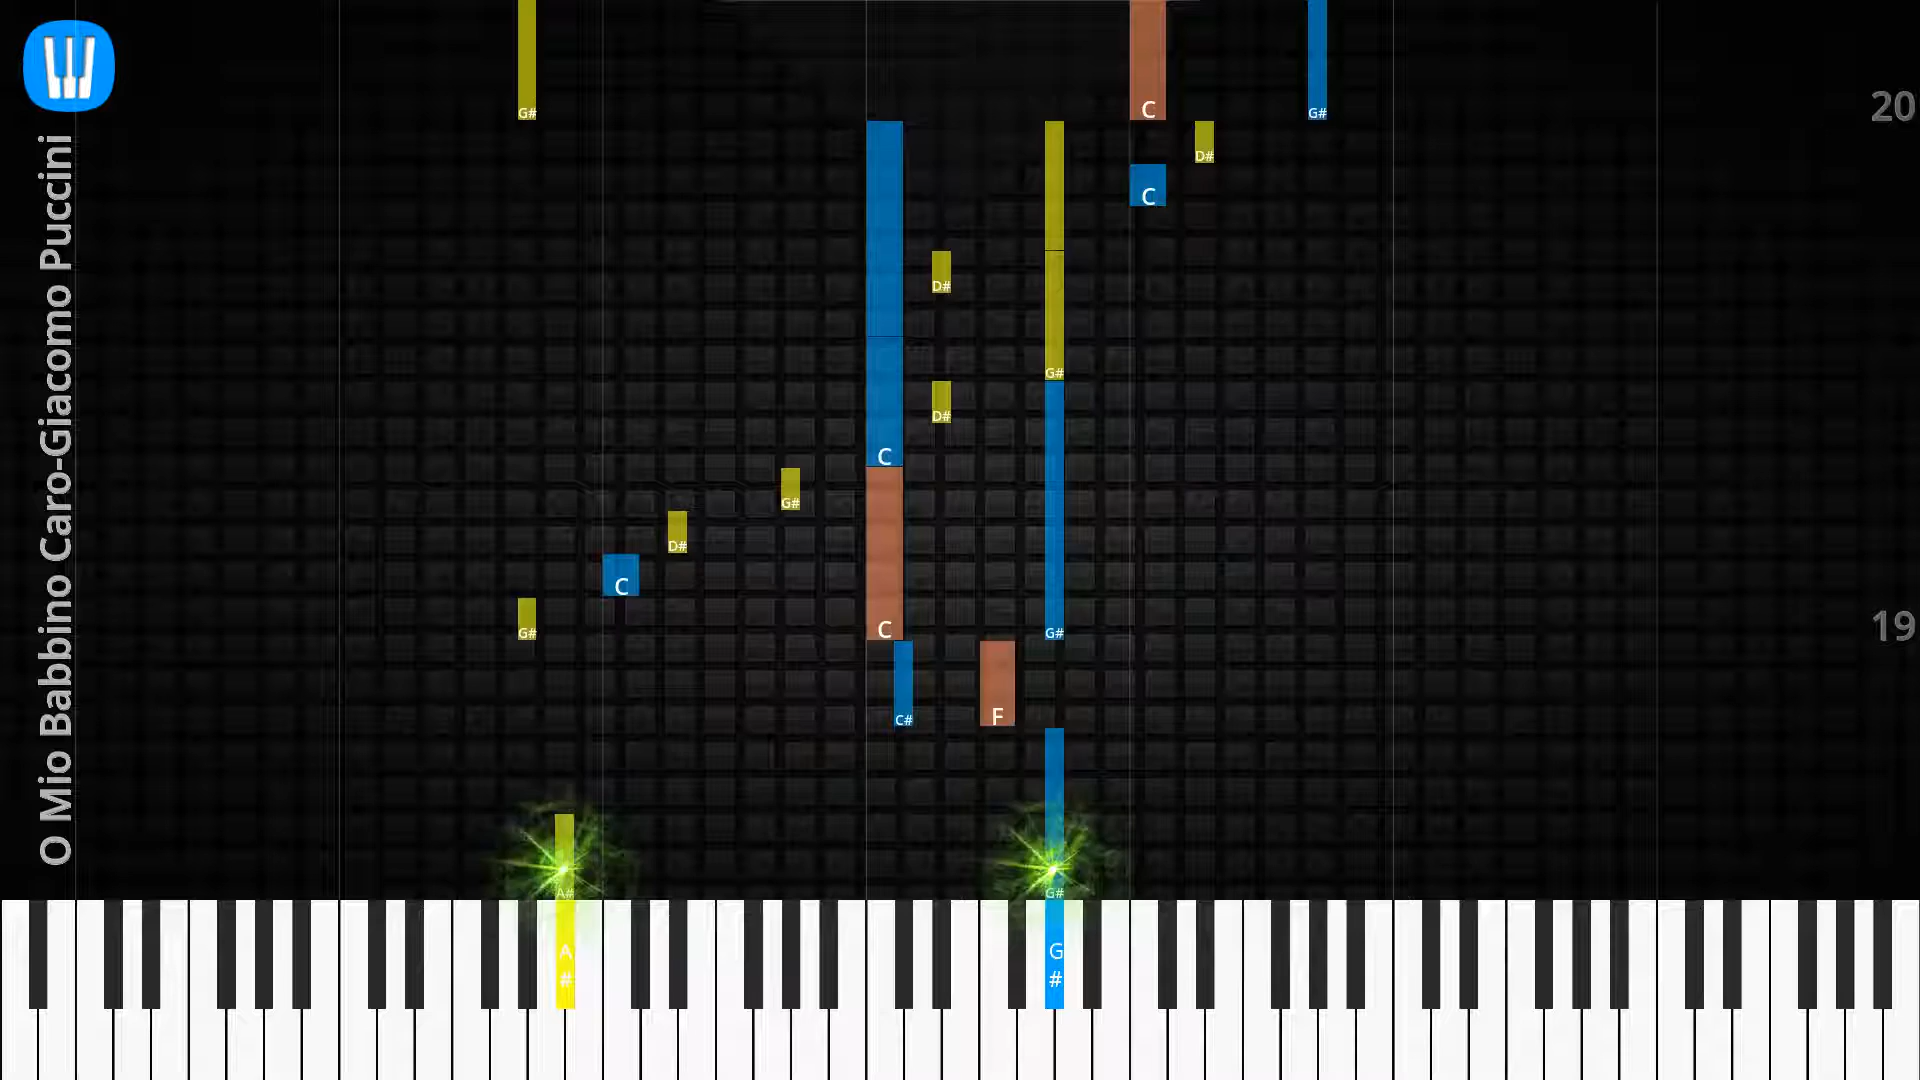 O Mio Babbino Caro-Giacomo Puccini
G#
C
G#
20
D#
C
D#
G#
D#
C
G#
D#
C
G#
C
G#
19
C#
F
A#
G#
A
#
G
#